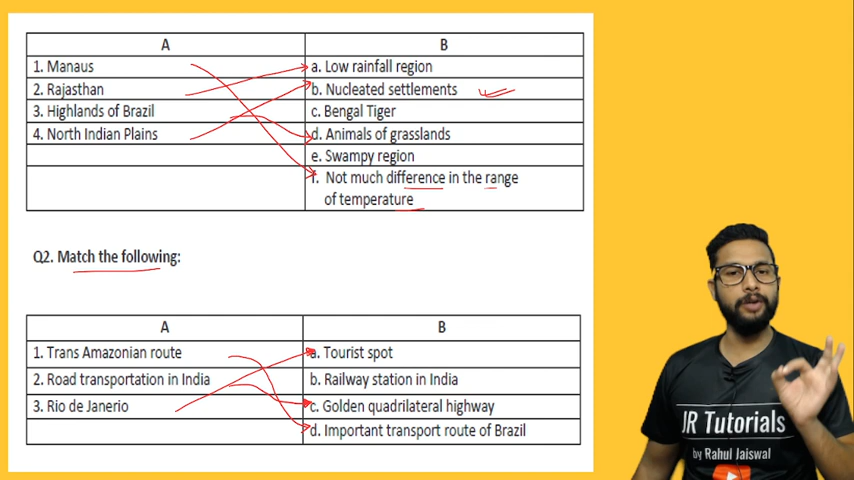 A B
1. Manaus a. Low rainfall region
2. Rajasthan b. Nucleated settlements
3. Highlands of Brazil c. Bengal Tiger
4. North Indian Plains d. Animals of grasslands
e. Swampy region
f. Not much difference in the range
of temperature
Q2. Match the following:
A B
1. Trans Amazonian route a. Tourist spot
2. Road transportation in India b. Railway station in India
3. Rio de Janerio c. Golden quadrilateral highway
d. Important transport route of Brazil
JR Tutorials
by Rahul Jaiswal